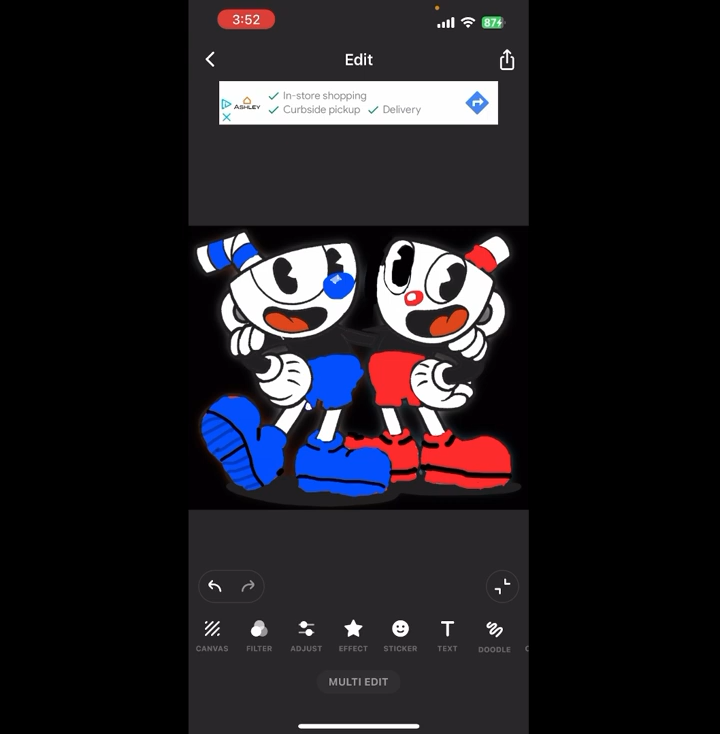 3:52
87
Edit
ASHLEY
In-store shopping
Curbside pickup
Delivery
CANVAS
FILTER
ADJUST
EFFECT
STICKER
TEXT
DOODLE
MULTI EDIT